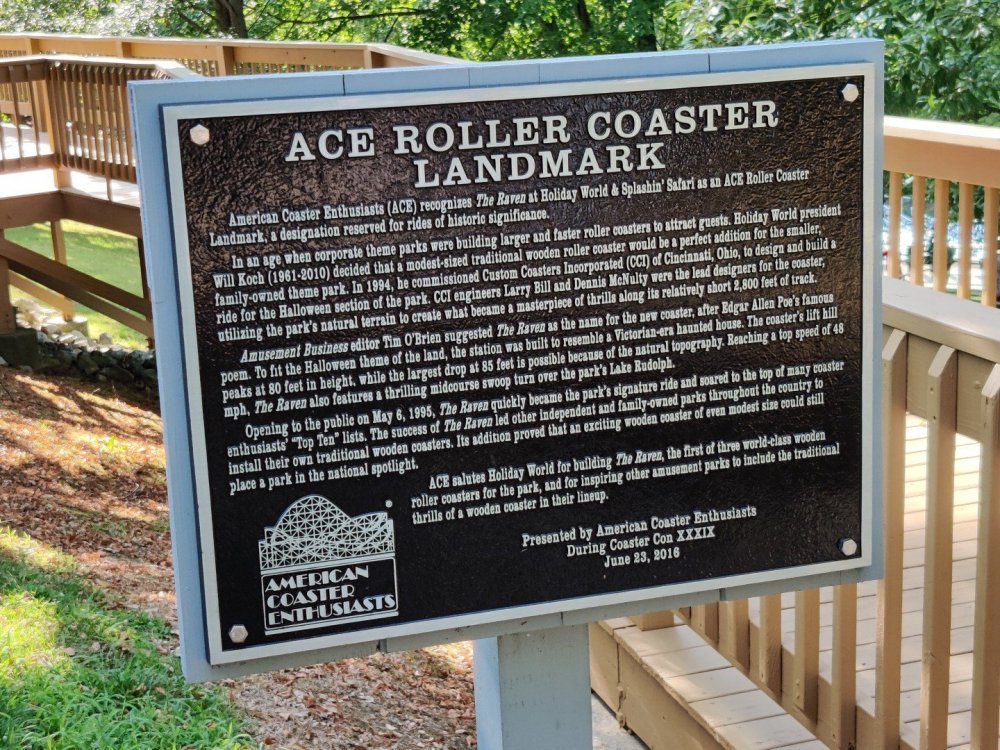 ACE ROLLER COASTER
LANDMARK
American Coaster Enthusiasts (ACE) recognizes The Raven at Holiday World & Splashin' Safari as an ACE Roller Coaster
Landmark, a designation reserved for rides of historic significance.
In an age when corporate theme parks were building larger and faster roller coasters to attract guests. Holiday World president
Will Koch (1961-2010) decided that a modest-sized traditional wooden roller coaster would be a perfect addition for the smaller,
family-owned theme park. In 1994, he commissioned Custom Coasters Incorporated (CCI) of Cincinnati, Ohio, to design and build a
ride for the Halloween section of the park. CCI engineers Larry Bill and Dennis McNulty were the lead designers for the coaster,
utilizing the park's natural terrain to create what became a masterpiece of thrills along its relatively short 2,800 feet of track.
Amusement Business editor Tim O'Brien suggested The Raven as the name for the new coaster, after Edgar Allen Poe's famous
poem. To fit the Halloween theme of the land, the station was built to resemble a Victorian-era haunted house. The coaster's lift hill
peaks at 80 feet in height, while the largest drop at 85 feet is possible because of the natural topography. Reaching a top speed of 48
mph, The Raven also features a thrilling midcourse swoop turn over the park's Lake Rudolph.
Opening to the public on May 6, 1995, The Raven quickly became the park's signature ride and soared to the top of many coaster
enthusiasts' "Top Ten" lists. The success of The Raven led other independent and family-owned parks throughout the country to
install their own traditional wooden coasters. Its addition proved that an exciting wooden coaster of even modest size could still
place a park in the national spotlight.
ACE salutes Holiday World for building The Raven, the first of three world-class wooden
roller coasters for the park, and for inspiring other amusement parks to include the traditional
thrills of a wooden coaster in their lineup.
Presented by American Coaster Enthusiasts
During Coaster Con XXXIX
June 23, 2016
®
AMERICAN
COASTER
ENTHUSIASTS